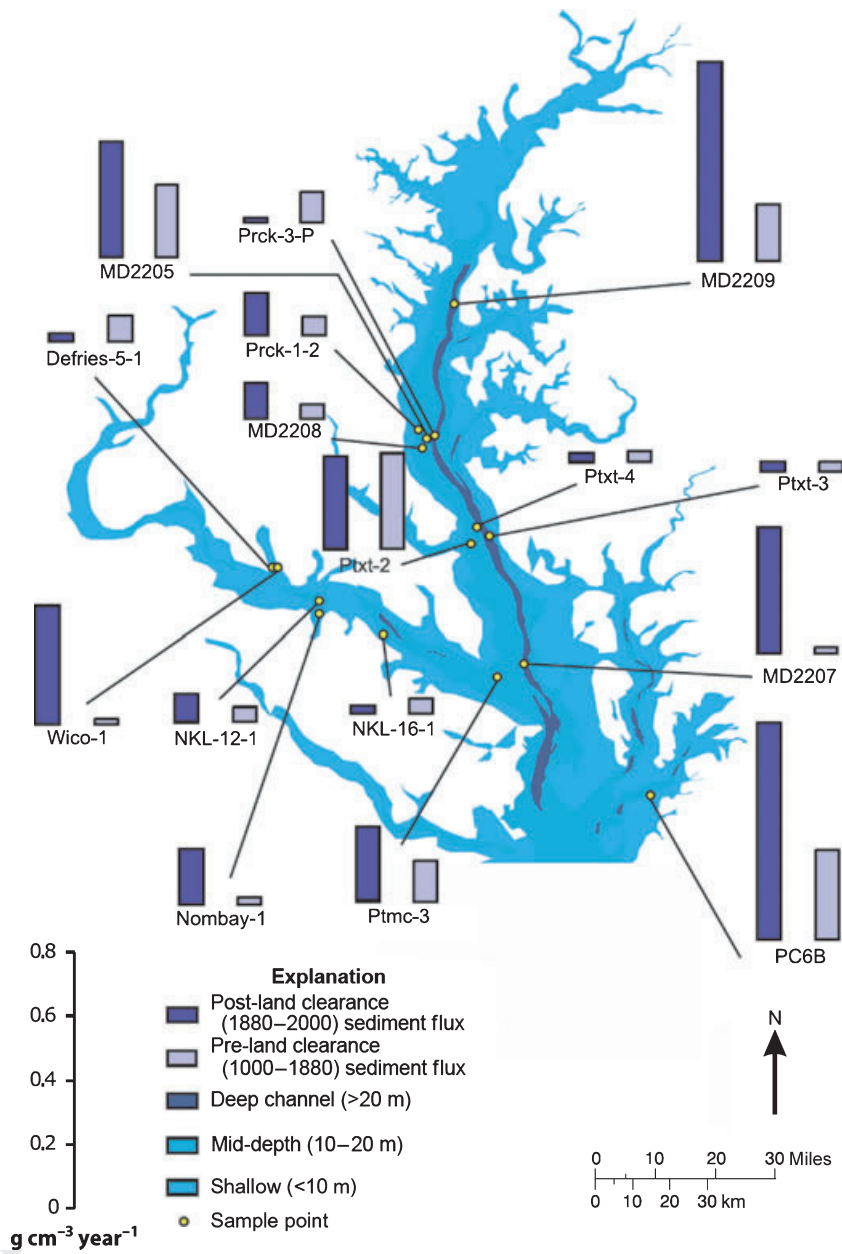 Prck-3-P
MD2205
MD2209
Defries-5-1
Prck-1-2
MD2208
Ptxt-4
Ptxt-3
Ptxt-2
MD2207
Wico-1
NKL-12-1
NKL-16-1
Nombay-1
Ptmc-3
PC6B
0.8
0.6
0.4
0.2
0
g cm⁻³ year⁻¹
Explanation
Post-land clearance
(1880–2000) sediment flux
Pre-land clearance
(1000–1880) sediment flux
Deep channel (>20 m)
Mid-depth (10–20 m)
Shallow (<10 m)
Sample point
N
0 10 20 30 Miles
0 10 20 30 km